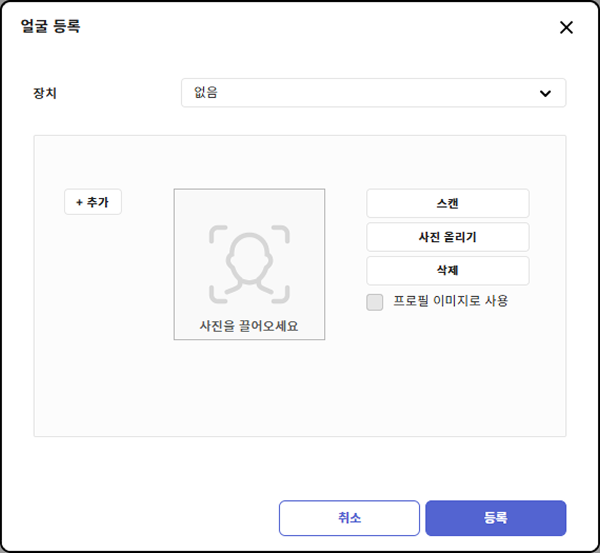 얼굴 등록
장치
없음
+ 추가
사진을 끌어오세요
스캔
사진 올리기
삭제
프로필 이미지로 사용
취소
등록